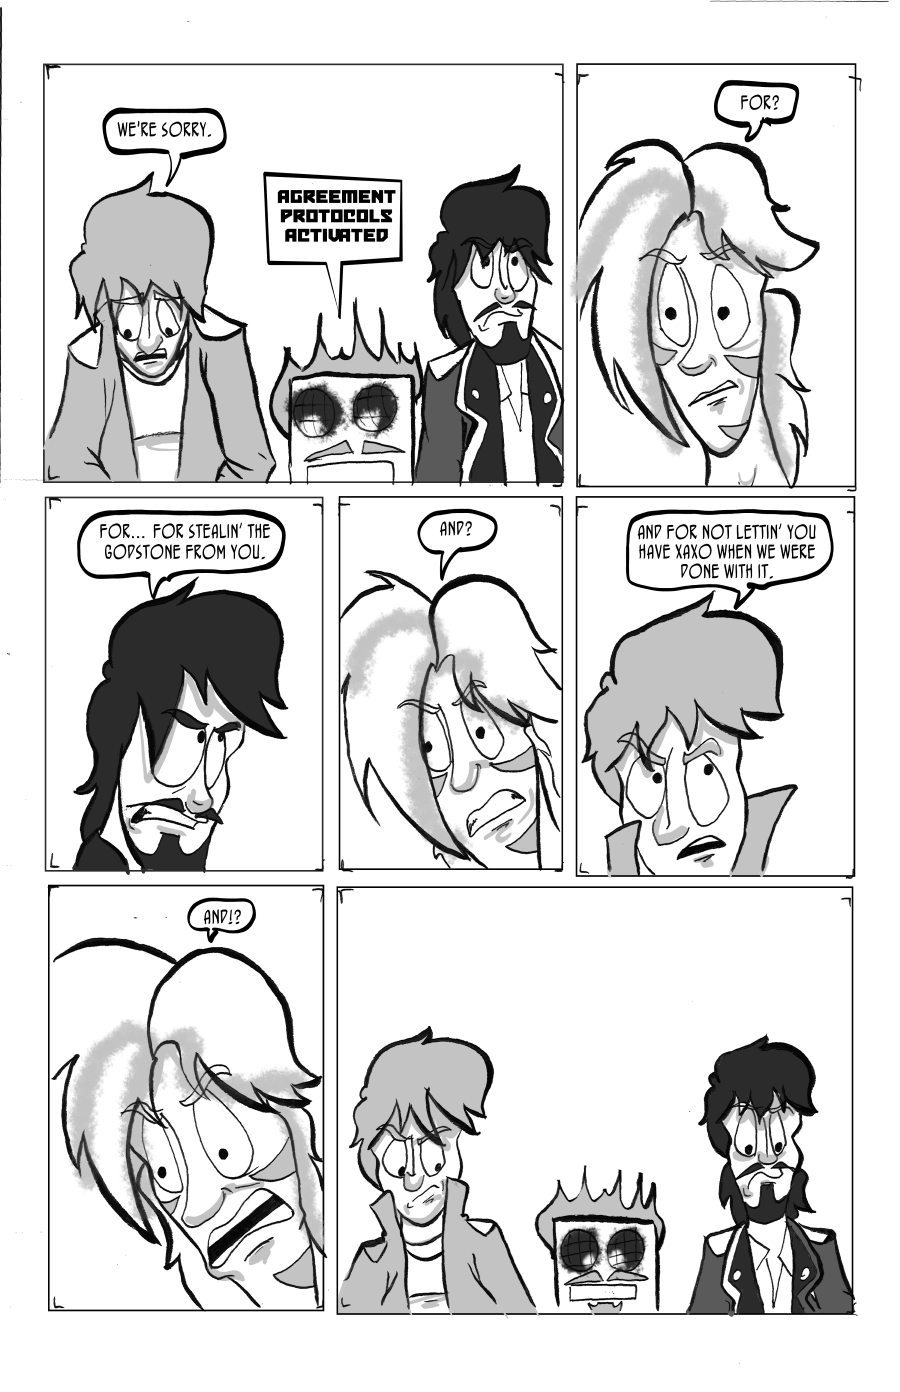 WE'RE SORRY.
AGREEMENT
PROTOCOLS
ACTIVATED
FOR?
FOR... FOR STEALIN' THE
GODSTONE FROM YOU.
AND?
AND FOR NOT LETTIN' YOU
HAVE XAXO WHEN WE WERE
DONE WITH IT.
AND!?